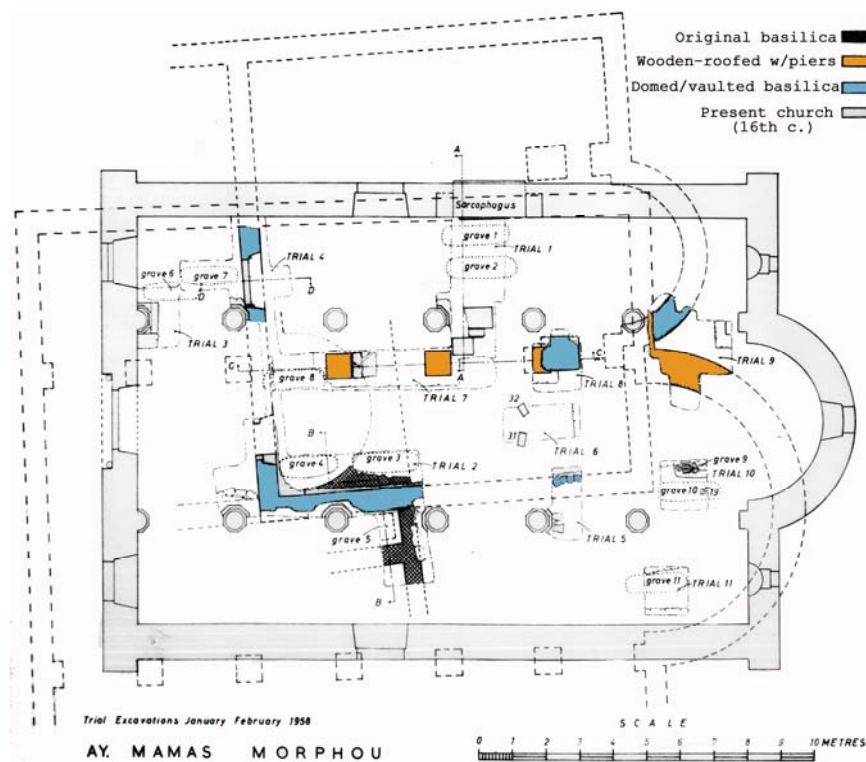 Original basilica
Wooden-roofed w/piers
Domed/vaulted basilica
Present church
(16th c.)
A
Sarcophagus
grave 1
TRIAL 1
TRIAL 4
grave 2
grave 6
grave 7
D
D
TRIAL 3
C
grave 8
A
C
TRIAL 9
TRIAL 7
TRIAL 8
32
31
TRIAL 6
B
grave 3
grave 4
TRIAL 2
grave 9
TRIAL 10
grave 10
19
grave 5
TRIAL 5
B
grave 11
TRIAL 11
Trial Excavations January February 1958
SCALE
AY. MAMAS MORPHOU
0 1 2 3 4 5 6 7 8 9 10 METRES